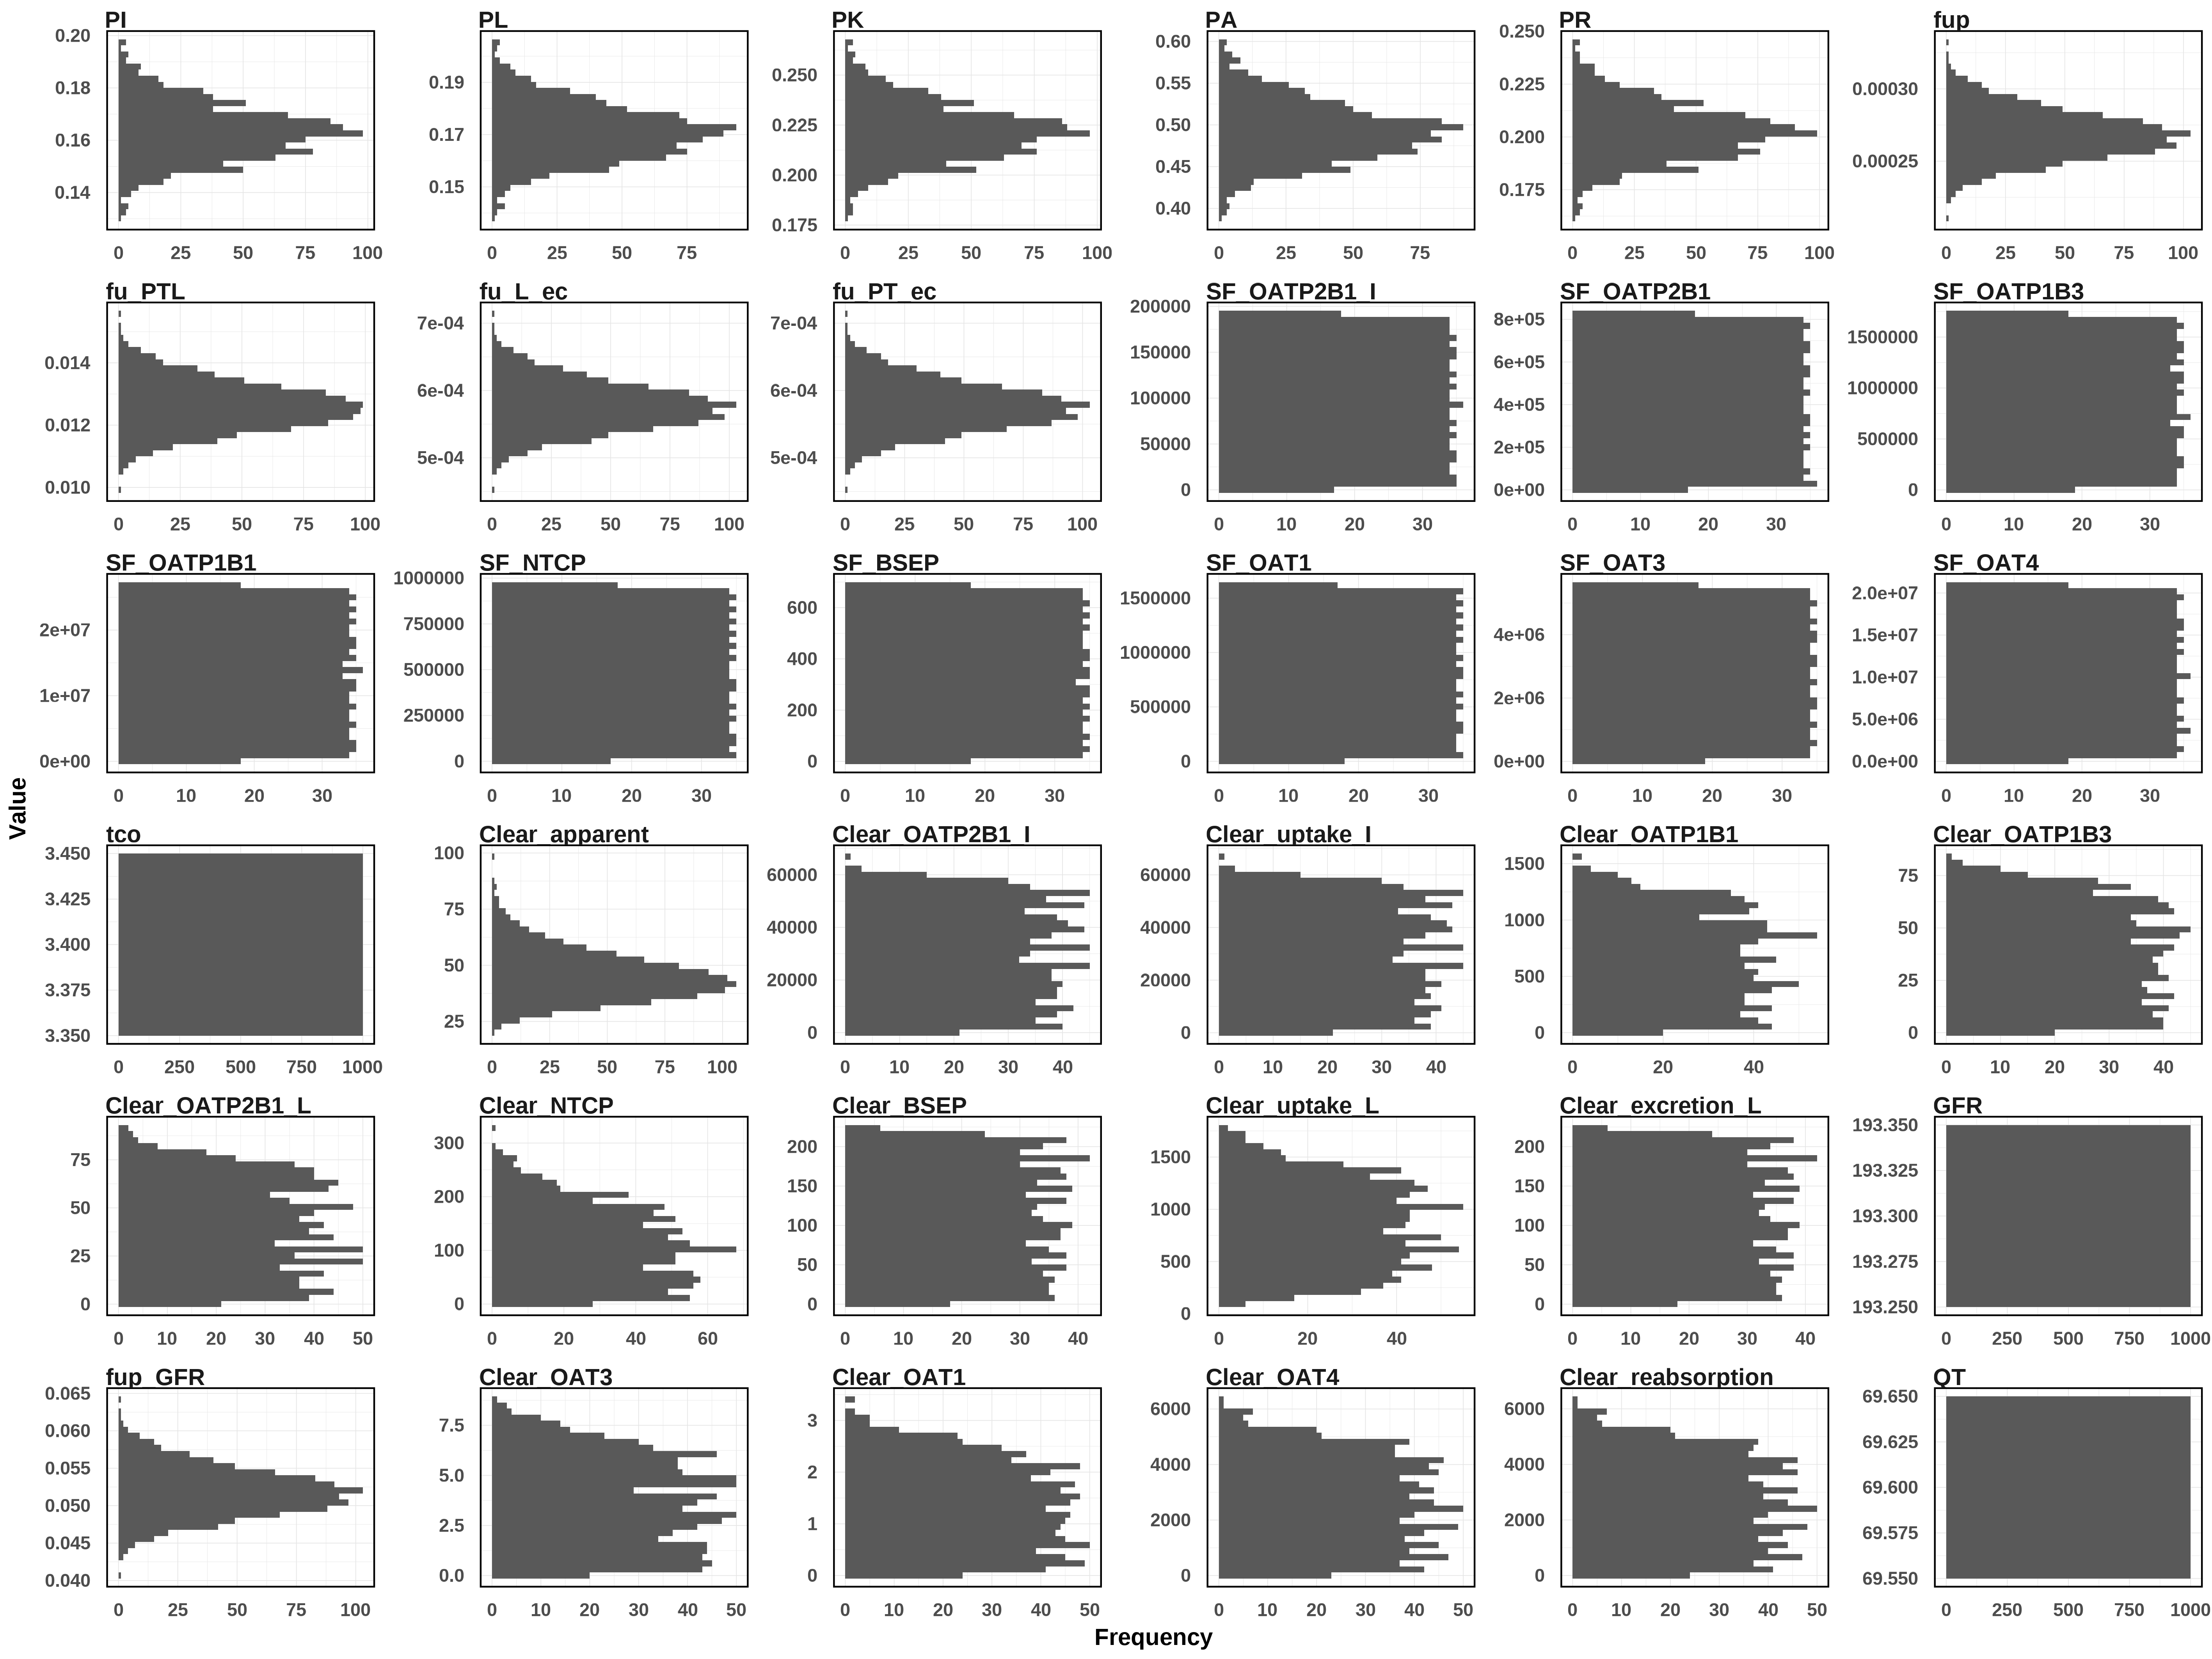 PI PL PK PA PR fup
0.20 0.18 0.16 0.14
0.19 0.17 0.15
0.250 0.225 0.200 0.175
0.60 0.55 0.50 0.45 0.40
0.250 0.225 0.200 0.175
0.00030 0.00025
0 25 50 75 100
0 25 50 75
0 25 50 75 100
0 25 50 75
0 25 50 75 100
0 25 50 75 100
fu_PTL fu_L_ec fu_PT_ec SF_OATP2B1_I SF_OATP2B1 SF_OATP1B3
0.014 0.012 0.010
7e-04 6e-04 5e-04
7e-04 6e-04 5e-04
200000 150000 100000 50000 0
8e+05 6e+05 4e+05 2e+05 0e+00
1500000 1000000 500000 0
0 25 50 75 100
0 25 50 75 100
0 25 50 75 100
0 10 20 30
0 10 20 30
0 10 20 30
SF_OATP1B1 SF_NTCP SF_BSEP SF_OAT1 SF_OAT3 SF_OAT4
2e+07 1e+07 0e+00
1000000 750000 500000 250000 0
600 400 200 0
1500000 1000000 500000 0
4e+06 2e+06 0e+00
2.0e+07 1.5e+07 1.0e+07 5.0e+06 0.0e+00
0 10 20 30
0 10 20 30
0 10 20 30
0 10 20 30
0 10 20 30
0 10 20 30
Value
tco Clear_apparent Clear_OATP2B1_I Clear_uptake_I Clear_OATP1B1 Clear_OATP1B3
3.450 3.425 3.400 3.375 3.350
100 75 50 25
60000 40000 20000 0
60000 40000 20000 0
1500 1000 500 0
75 50 25 0
0 250 500 750 1000
0 25 50 75 100
0 10 20 30 40
0 10 20 30 40
0 20 40
0 10 20 30 40
Clear_OATP2B1_L Clear_NTCP Clear_BSEP Clear_uptake_L Clear_excretion_L GFR
75 50 25 0
300 200 100 0
200 150 100 50 0
1500 1000 500 0
200 150 100 50 0
193.350 193.325 193.300 193.275 193.250
0 10 20 30 40 50
0 20 40 60
0 10 20 30 40
0 20 40
0 10 20 30 40
0 250 500 750 1000
fup_GFR Clear_OAT3 Clear_OAT1 Clear_OAT4 Clear_reabsorption QT
0.065 0.060 0.055 0.050 0.045 0.040
7.5 5.0 2.5 0.0
3 2 1 0
6000 4000 2000 0
6000 4000 2000 0
69.650 69.625 69.600 69.575 69.550
0 25 50 75 100
0 10 20 30 40 50
0 10 20 30 40 50
0 10 20 30 40 50
0 10 20 30 40 50
0 250 500 750 1000
Frequency